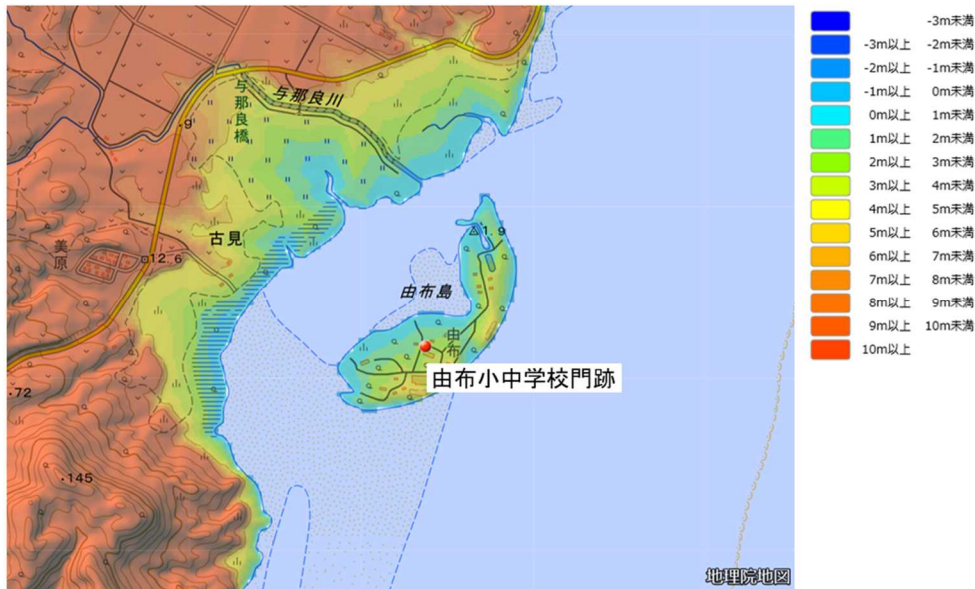 与那良川
与那良橋
9
古見
美原
12.6
1.9
由布島
由布
由布小中学校門跡
72
145
地理院地図
-3m未満
-3m以上 -2m未満
-2m以上 -1m未満
-1m以上 0m未満
0m以上 1m未満
1m以上 2m未満
2m以上 3m未満
3m以上 4m未満
4m以上 5m未満
5m以上 6m未満
6m以上 7m未満
7m以上 8m未満
8m以上 9m未満
9m以上 10m未満
10m以上